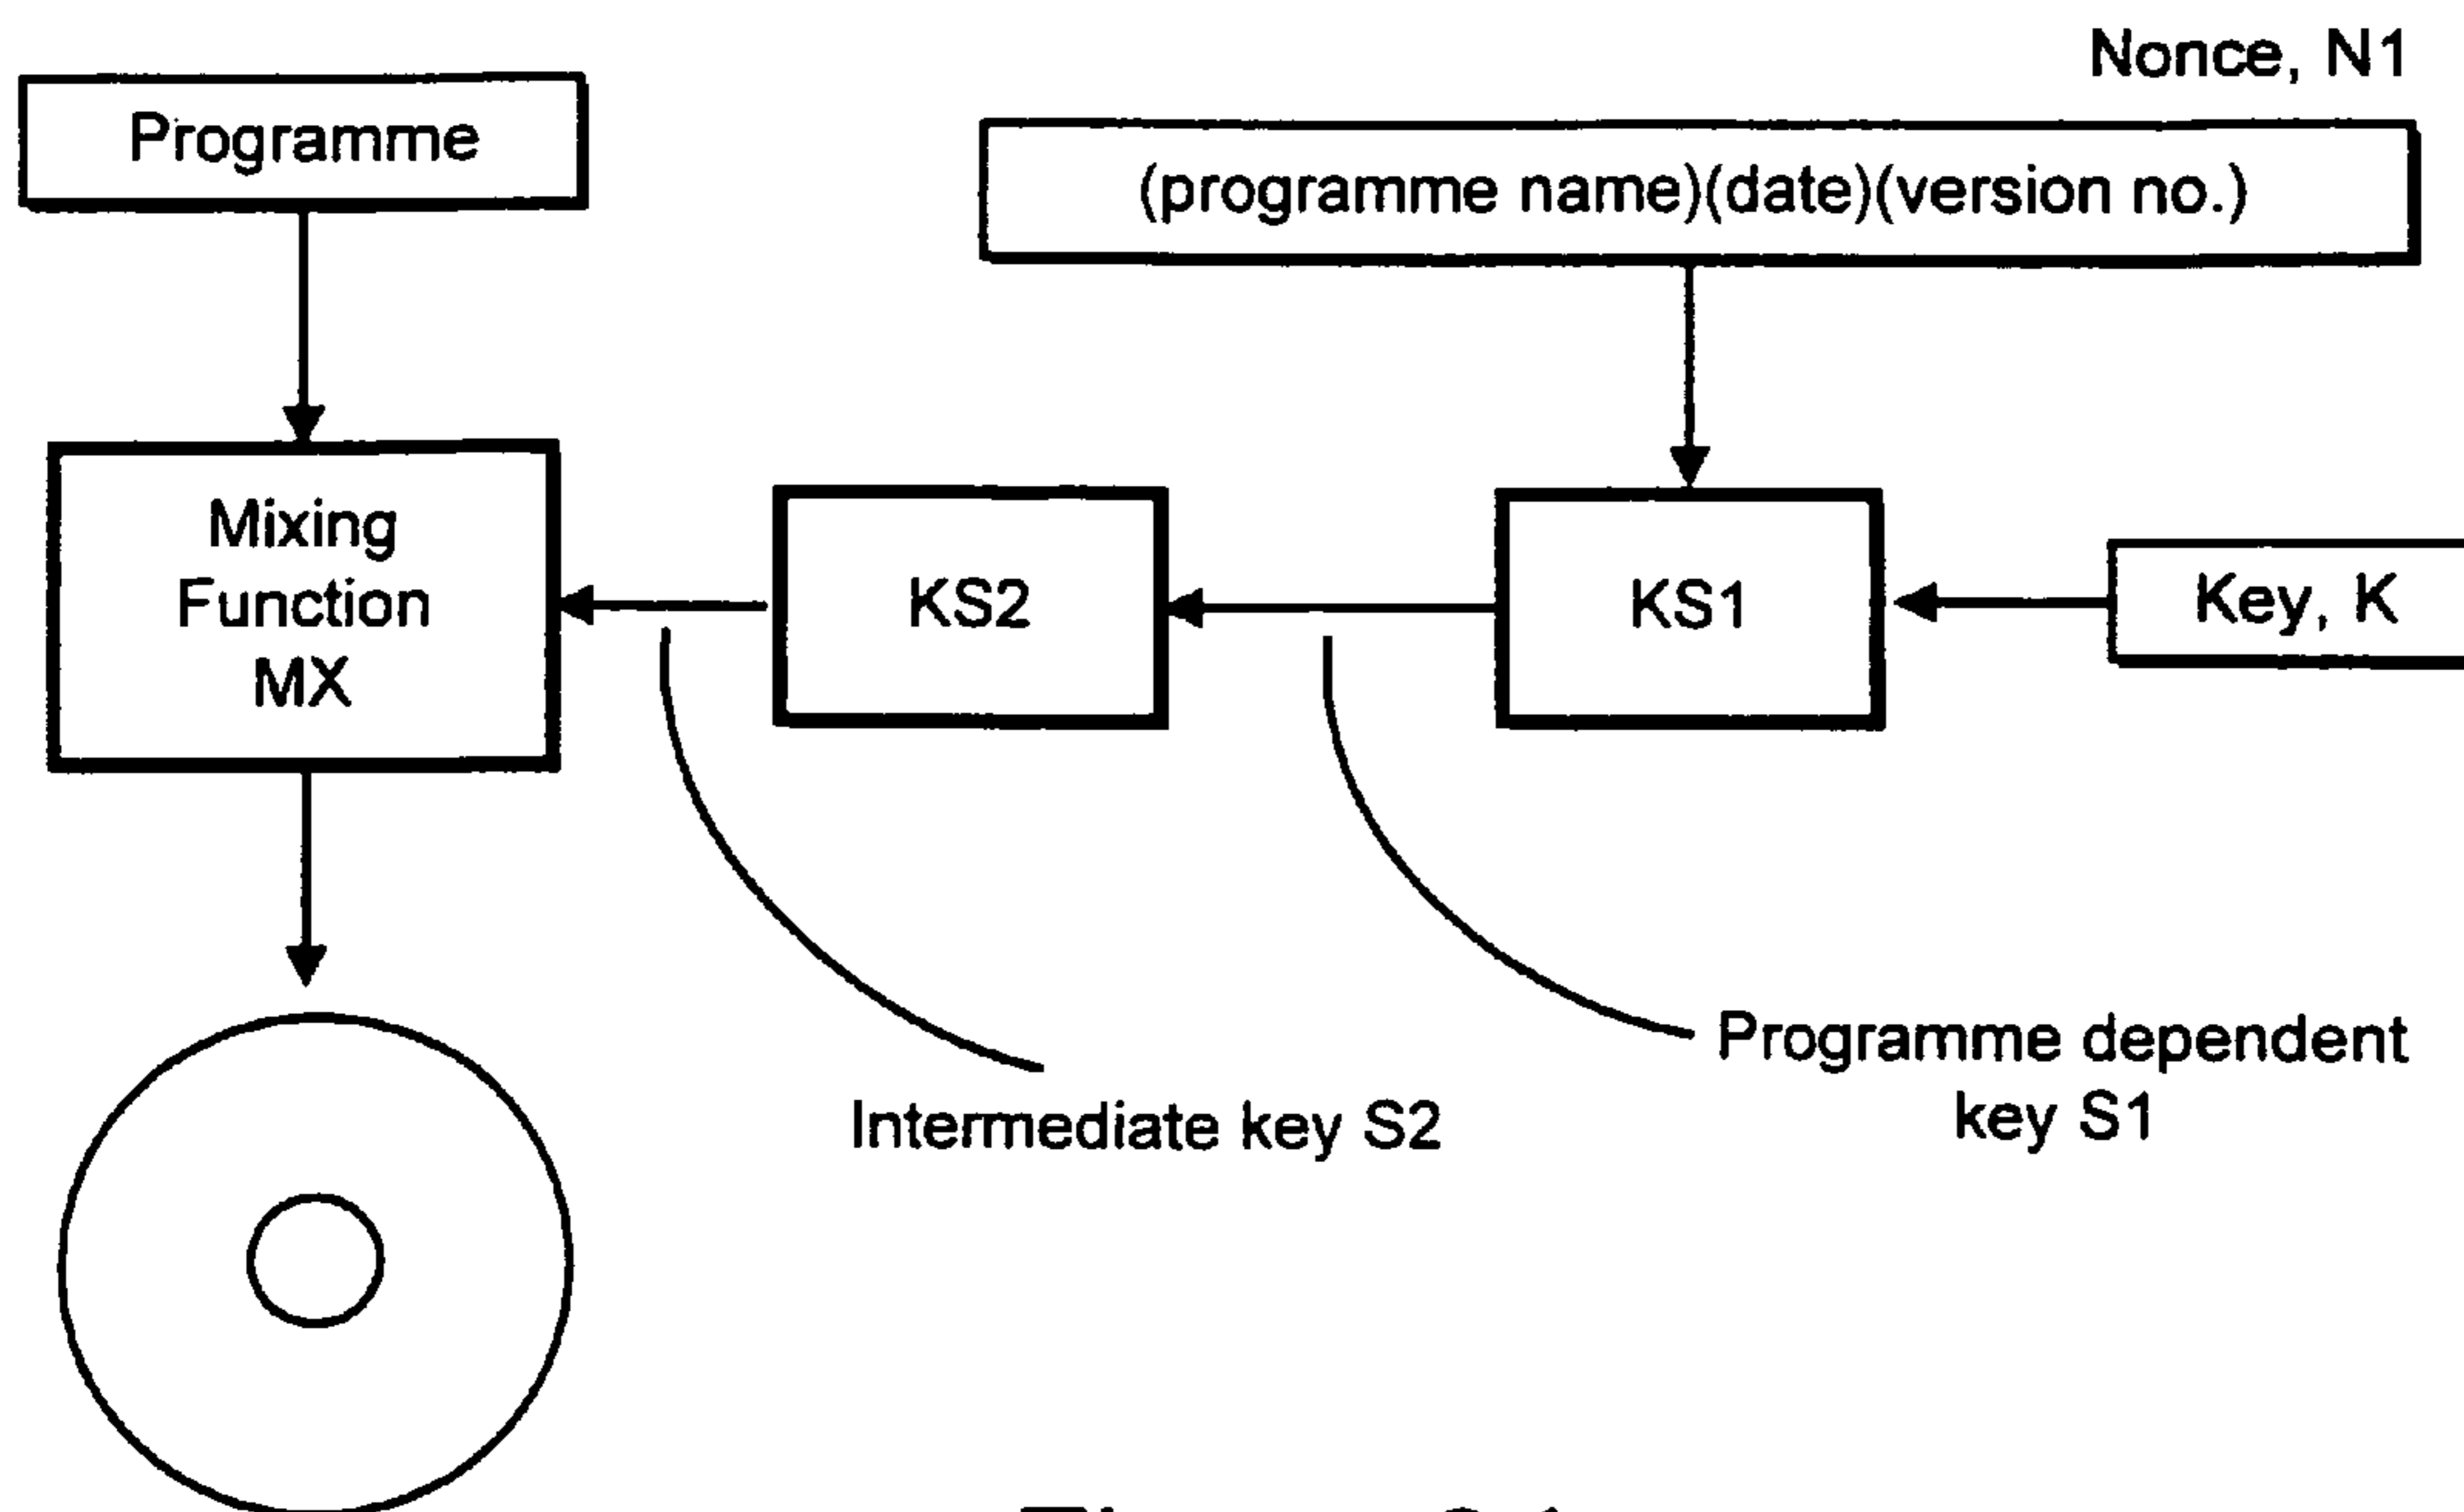 Nonce, N1
Programme
(programme name)(date)(version no.)
Mixing
Function
MX
KS2
KS1
Key, K
Programme dependent
key S1
Intermediate key S2